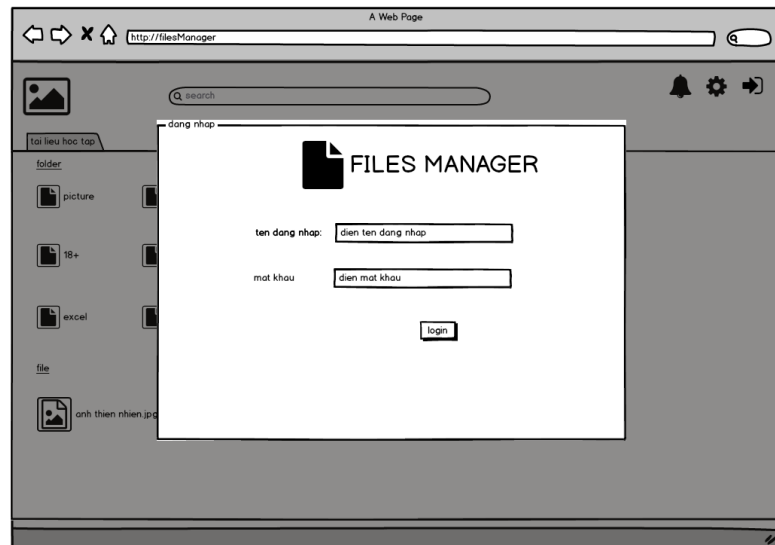 A Web Page
http://filesManager
search
dang nhap
tai lieu hoc tap
FILES MANAGER
folder
picture
ten dang nhap: dien ten dang nhap
18+
mat khau dien mat khau
excel
login
file
anh thien nhien.jpg